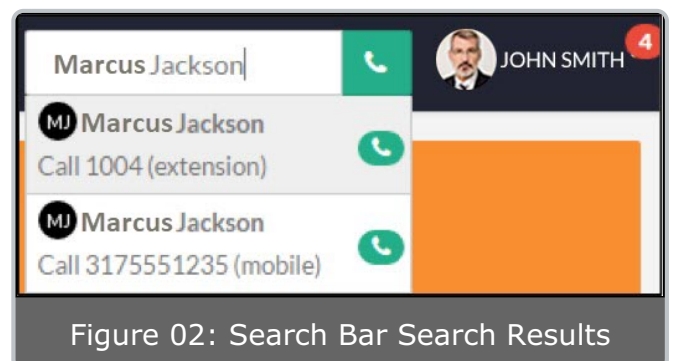 Marcus Jackson
JOHN SMITH
4
MJ Marcus Jackson
Call 1004 (extension)
MJ Marcus Jackson
Call 3175551235 (mobile)
Figure 02: Search Bar Search Results